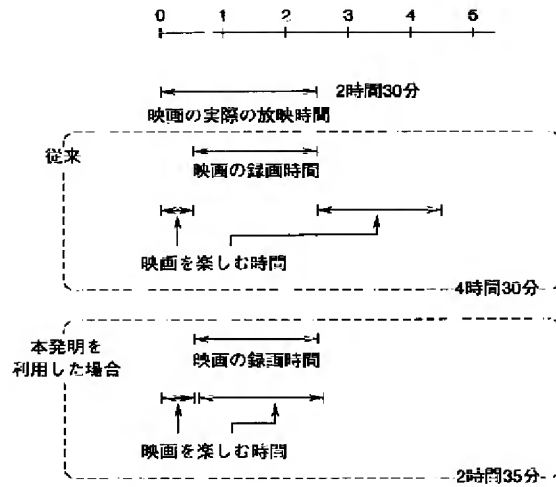 0 1 2 3 4 5
2時間30分
映画の実際の放映時間
従来
映画の録画時間
映画を楽しむ時間
4時間30分
本発明を
利用した場合
映画の録画時間
映画を楽しむ時間
2時間35分